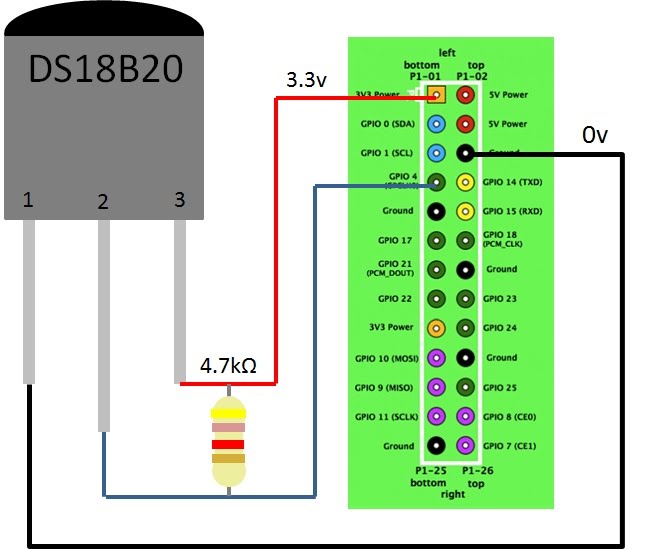 DS18B20
1 2 3
3.3v
0v
4.7kΩ
left
bottom top
P1-01 P1-02
3V3 Power 5V Power
GPIO 0 (SDA) 5V Power
GPIO 1 (SCL) Ground
GPIO 4 GPIO 14 (TXD)
Ground GPIO 15 (RXD)
GPIO 17 GPIO 18
(PCM_CLK)
GPIO 21 Ground
(PCM_DOUT)
GPIO 22 GPIO 23
3V3 Power GPIO 24
GPIO 10 (MOSI) Ground
GPIO 9 (MISO) GPIO 25
GPIO 11 (SCLK) GPIO 8 (CE0)
Ground GPIO 7 (CE1)
P1-25 P1-26
bottom top
right